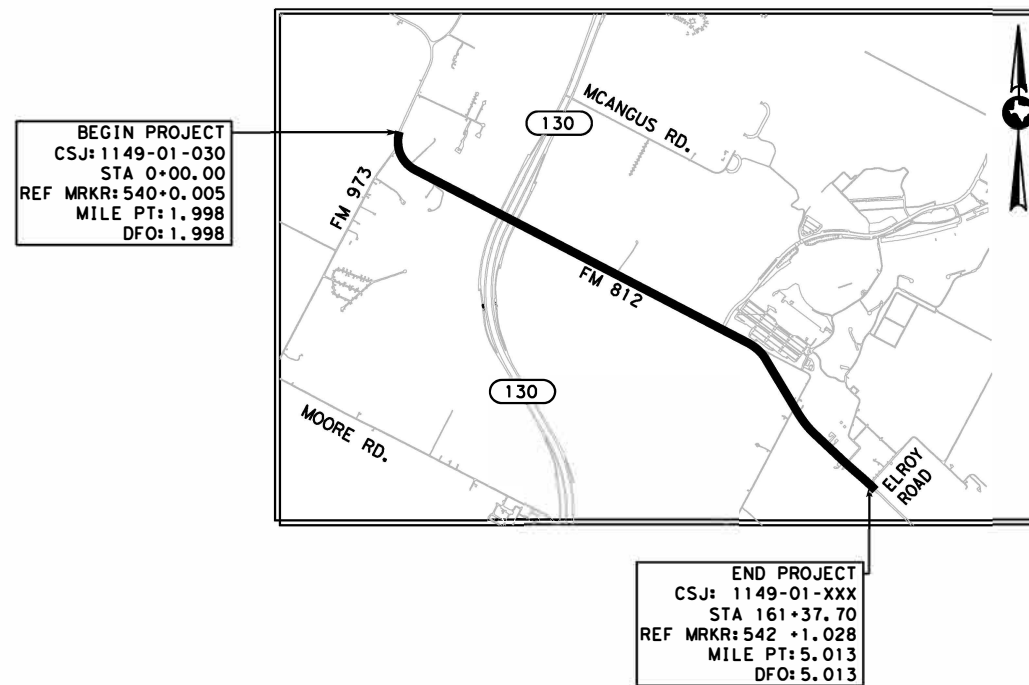 MCANGUS RD.
130
BEGIN PROJECT
CSJ: 1149-01-030
STA 0+00.00
REF MRKR: 540+0.005
MILE PT: 1.998
DFO: 1.998
FM 973
FM 812
130
MOORE RD.
ELROY
ROAD
END PROJECT
CSJ: 1149-01-XXX
STA 161+37.70
REF MRKR: 542 +1.028
MILE PT: 5.013
DFO: 5.013